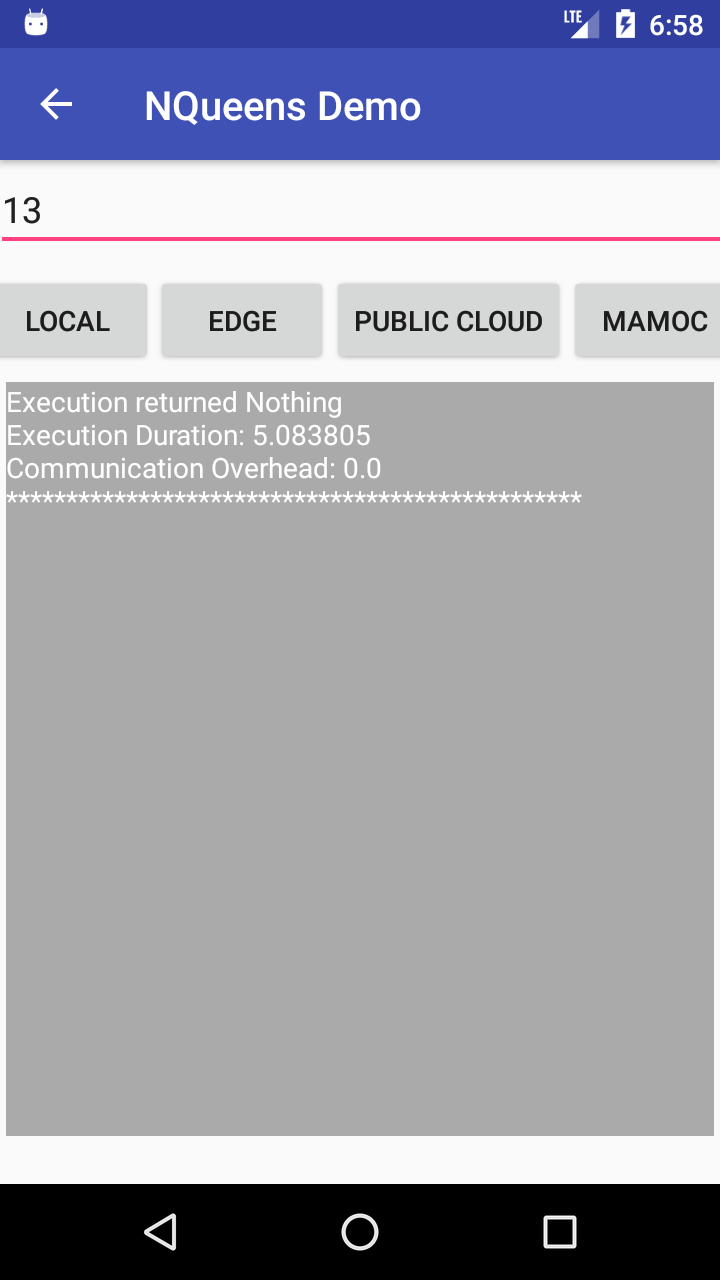 LTE 6:58
NQueens Demo
13
LOCAL EDGE PUBLIC CLOUD MAMOC
Execution returned Nothing
Execution Duration: 5.083805
Communication Overhead: 0.0
************************************************